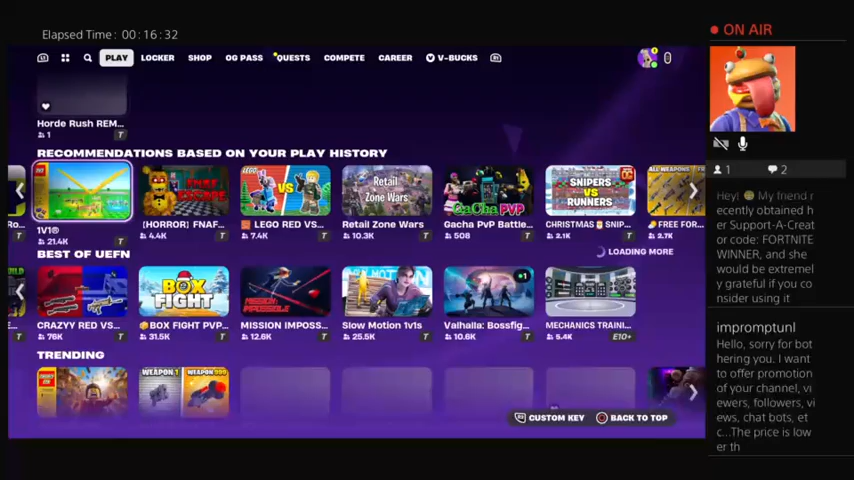 Elapsed Time : 00:16:32
PLAY LOCKER SHOP OG PASS QUESTS COMPETE CAREER V-BUCKS
0
Horde Rush REM...
1 T
RECOMMENDATIONS BASED ON YOUR PLAY HISTORY
LEGO VS
Retail Zone Wars
GaCha PVP
SNIPERS VS RUNNERS
ALL WEAPONS
1V1® [HORROR] FNAF... LEGO RED VS... Retail Zone Wars Gacha PvP Battle... CHRISTMAS SNIP... FREE FOR...
21.4K T 4.4K T 7.4K T 10.3K T 508 T 2.1K T 2.7K
BEST OF UEFN
LOADING MORE
BOX FIGHT
MISSION: IMPOSSIBLE
+1
CRAZYY RED VS... BOX FIGHT PVP... MISSION IMPOSS... Slow Motion 1v1s Valhalla: Bossfig... MECHANICS TRAINI...
76K T 31.5K T 12.6K T 25.5K T 10.6K T 5.4K E10+
TRENDING
WEAPON 1 WEAPON 999
CUSTOM KEY BACK TO TOP
ON AIR
1 2
Hey! My friend r
ecently obtained h
er Support-A-Creat
or code: FORTNITE
WINNER, and she
would be extremel
y grateful if you co
nsider using it
impromptunl
Hello, sorry for bot
hering you. I want
to offer promotion
of your channel, vi
ewers, followers, vi
ews, chat bots, et
c...The price is low
er th